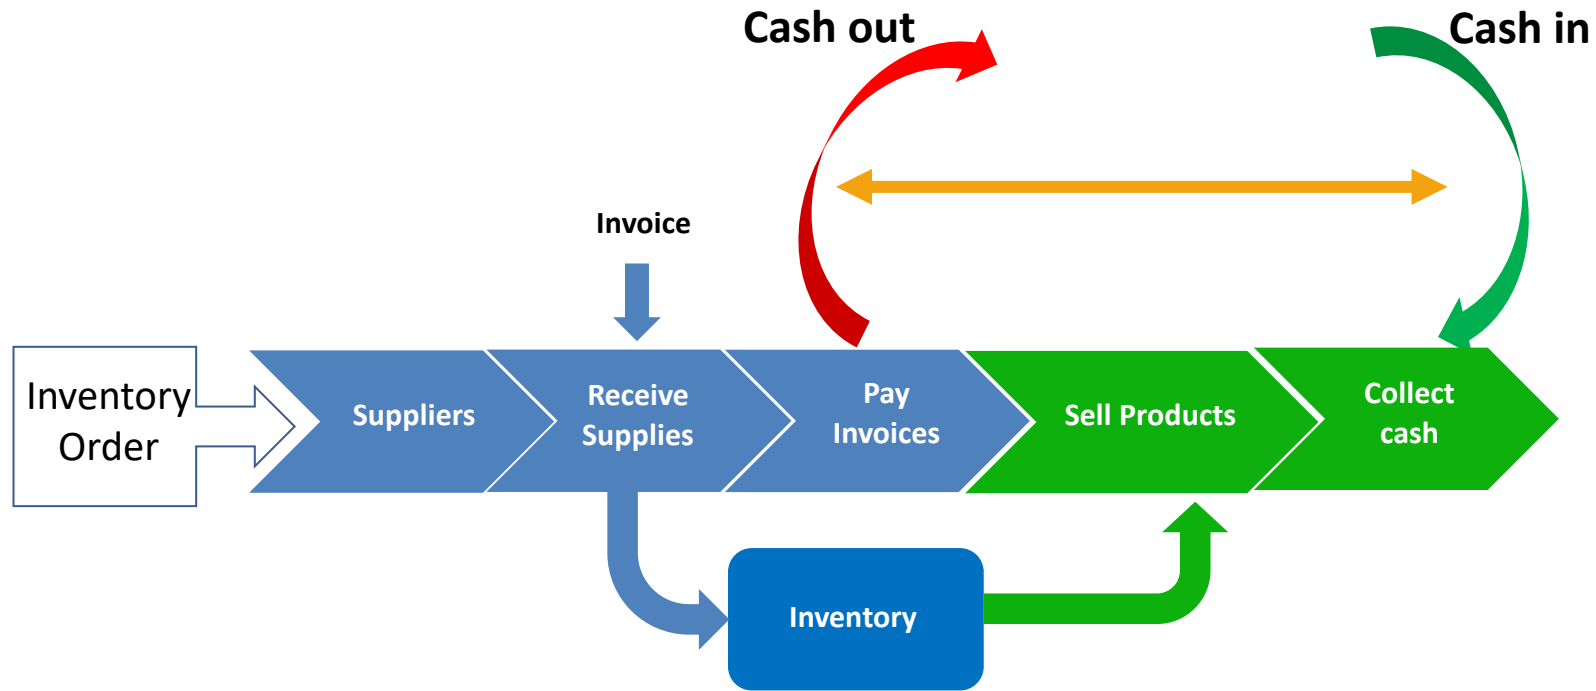 Cash out
Cash in
Invoice
Inventory
Order
Suppliers
Receive
Supplies
Pay
Invoices
Sell Products
Collect
cash
Inventory